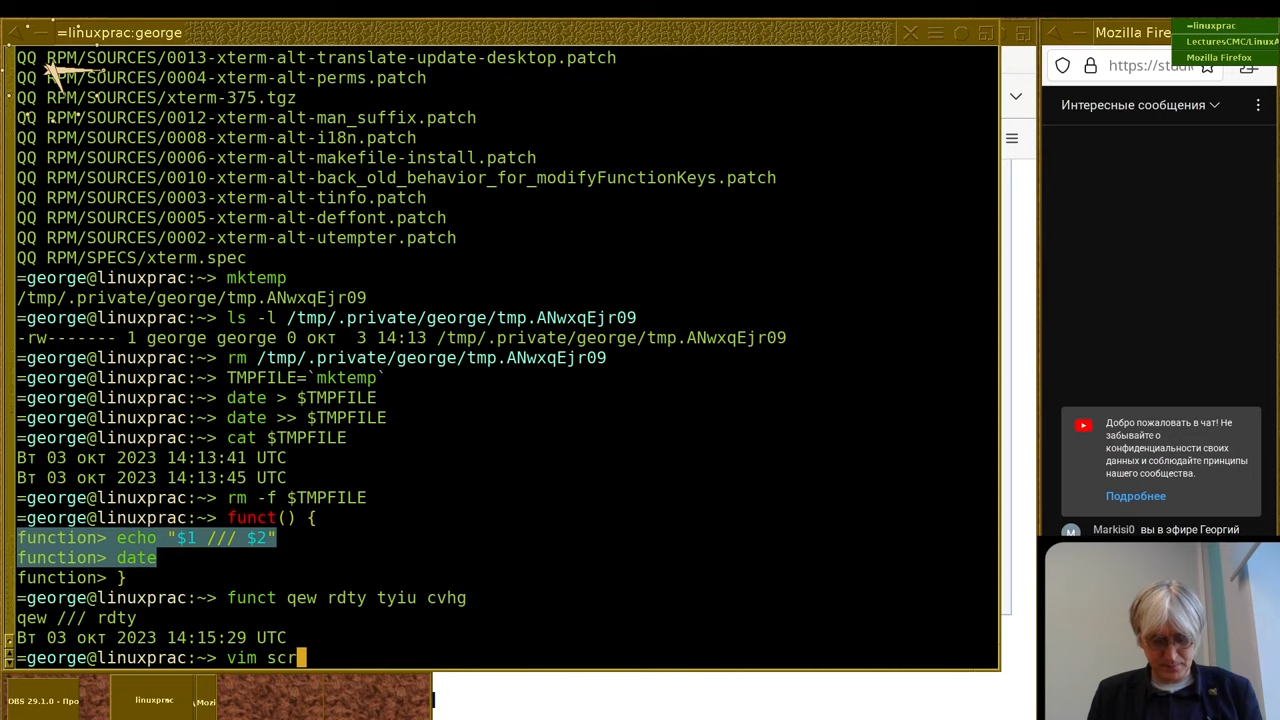 =linuxprac:george
QQ RPM/SOURCES/0013-xterm-alt-translate-update-desktop.patch
QQ RPM/SOURCES/0004-xterm-alt-perms.patch
QQ RPM/SOURCES/xterm-375.tgz
QQ RPM/SOURCES/0012-xterm-alt-man_suffix.patch
QQ RPM/SOURCES/0008-xterm-alt-i18n.patch
QQ RPM/SOURCES/0006-xterm-alt-makefile-install.patch
QQ RPM/SOURCES/0010-xterm-alt-back_old_behavior_for_modifyFunctionKeys.patch
QQ RPM/SOURCES/0003-xterm-alt-tinfo.patch
QQ RPM/SOURCES/0005-xterm-alt-deffont.patch
QQ RPM/SOURCES/0002-xterm-alt-utempter.patch
QQ RPM/SPECS/xterm.spec
=george@linuxprac:~> mktemp
/tmp/.private/george/tmp.ANwxqEjr09
=george@linuxprac:~> ls -l /tmp/.private/george/tmp.ANwxqEjr09
-rw------- 1 george george 0 окт  3 14:13 /tmp/.private/george/tmp.ANwxqEjr09
=george@linuxprac:~> rm /tmp/.private/george/tmp.ANwxqEjr09
=george@linuxprac:~> TMPFILE=`mktemp`
=george@linuxprac:~> date > $TMPFILE
=george@linuxprac:~> date >> $TMPFILE
=george@linuxprac:~> cat $TMPFILE
Вт 03 окт 2023 14:13:41 UTC
Вт 03 окт 2023 14:13:45 UTC
=george@linuxprac:~> rm -f $TMPFILE
=george@linuxprac:~> funct() {
function> echo "$1 /// $2"
function> date
function> }
=george@linuxprac:~> funct qew rdty tyiu cvhg
qew /// rdty
Вт 03 окт 2023 14:15:29 UTC
=george@linuxprac:~> vim scr
Mozilla Fire
=linuxprac
LecturesCMC/LinuxA
Mozilla Firefox
https://stud
Интересные сообщения
Добро пожаловать в чат! Не
забывайте о
конфиденциальности своих
данных и соблюдайте принципы
нашего сообщества.
Подробнее
Markisi0 вы в эфире Георгий
OBS 29.1.0 - Про
linuxprac
Mozi